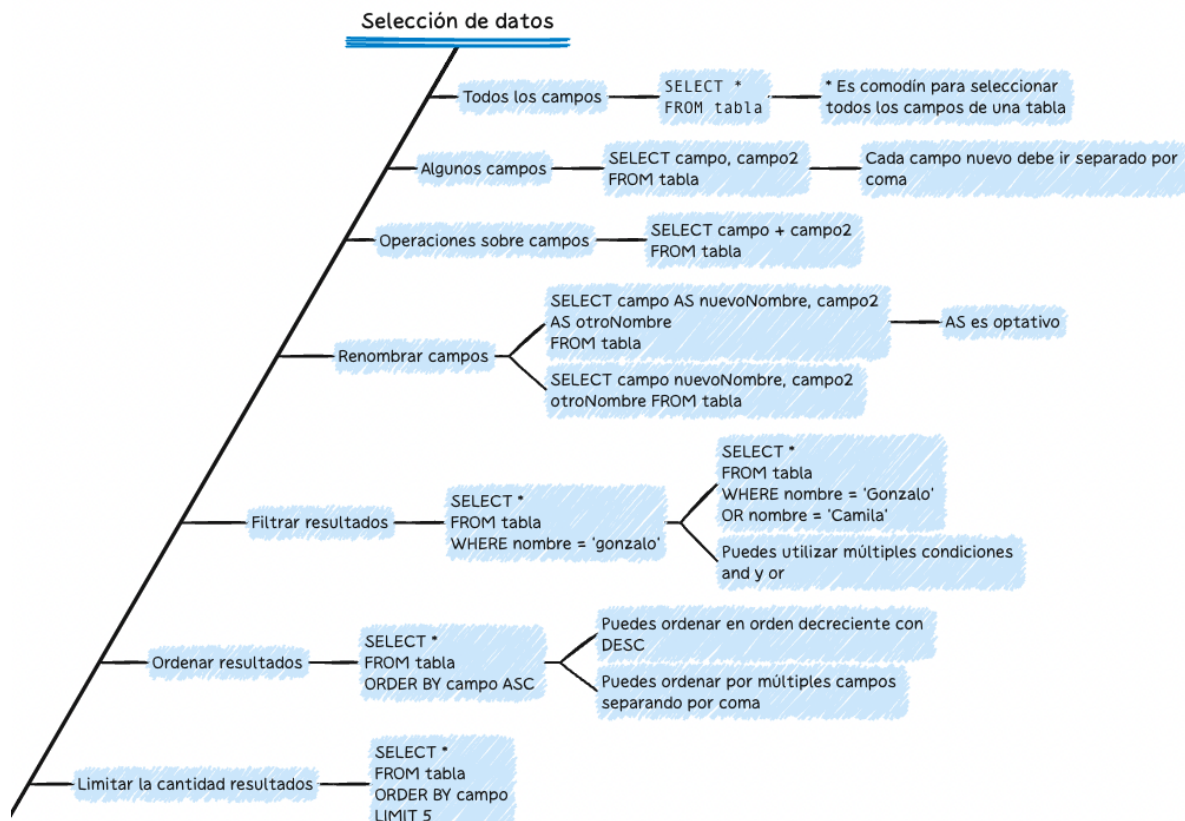 Selección de datos
Todos los campos
SELECT *
FROM tabla
* Es comodín para seleccionar
todos los campos de una tabla
Algunos campos
SELECT campo, campo2
FROM tabla
Cada campo nuevo debe ir separado por
coma
Operaciones sobre campos
SELECT campo + campo2
FROM tabla
Renombrar campos
SELECT campo AS nuevoNombre, campo2
AS otroNombre
FROM tabla
AS es optativo
SELECT campo nuevoNombre, campo2
otroNombre FROM tabla
Filtrar resultados
SELECT *
FROM tabla
WHERE nombre = 'gonzalo'
SELECT *
FROM tabla
WHERE nombre = 'Gonzalo'
OR nombre = 'Camila'
Puedes utilizar múltiples condiciones
and y or
Ordenar resultados
SELECT *
FROM tabla
ORDER BY campo ASC
Puedes ordenar en orden decreciente con
DESC
Puedes ordenar por múltiples campos
separando por coma
Limitar la cantidad resultados
SELECT *
FROM tabla
ORDER BY campo
LIMIT 5